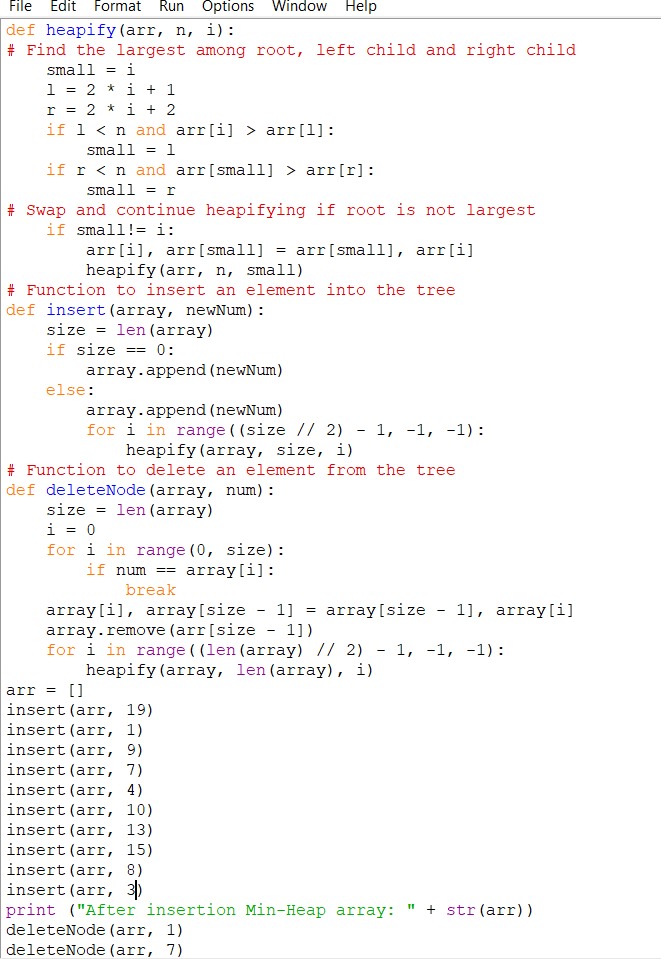 File Edit Format Run Options Window Help
def heapify(arr, n, i):
# Find the largest among root, left child and right child
    small = i
    l = 2 * i + 1
    r = 2 * i + 2
    if l < n and arr[i] > arr[l]:
        small = l
    if r < n and arr[small] > arr[r]:
        small = r
# Swap and continue heapifying if root is not largest
    if small!= i:
        arr[i], arr[small] = arr[small], arr[i]
        heapify(arr, n, small)
# Function to insert an element into the tree
def insert(array, newNum):
    size = len(array)
    if size == 0:
        array.append(newNum)
    else:
        array.append(newNum)
        for i in range((size // 2) - 1, -1, -1):
            heapify(array, size, i)
# Function to delete an element from the tree
def deleteNode(array, num):
    size = len(array)
    i = 0
    for i in range(0, size):
        if num == array[i]:
            break
    array[i], array[size - 1] = array[size - 1], array[i]
    array.remove(arr[size - 1])
    for i in range((len(array) // 2) - 1, -1, -1):
        heapify(array, len(array), i)
arr = []
insert(arr, 19)
insert(arr, 1)
insert(arr, 9)
insert(arr, 7)
insert(arr, 4)
insert(arr, 10)
insert(arr, 13)
insert(arr, 15)
insert(arr, 8)
insert(arr, 3)
print ("After insertion Min-Heap array: " + str(arr))
deleteNode(arr, 1)
deleteNode(arr, 7)